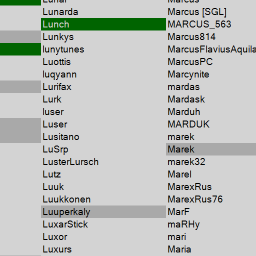 Lunarda
Lunch
Lunkys
lunytunes
Luottis
luqyann
Lurifax
Lurk
luser
Luser
Lusitano
LuSrp
LusterLursch
Lutz
Luuk
Luukkonen
Luuperkaly
LuxarStick
Luxor
Luxurs
Marcus [SGL]
MARCUS_563
Marcus814
MarcusFlaviusAquila
MarcusPC
Marcynite
mardas
Mardask
Marduh
MARDUK
marek
Marek
marek32
Marel
MarexRus
MarexRus76
MarF
maRHy
mari
Maria